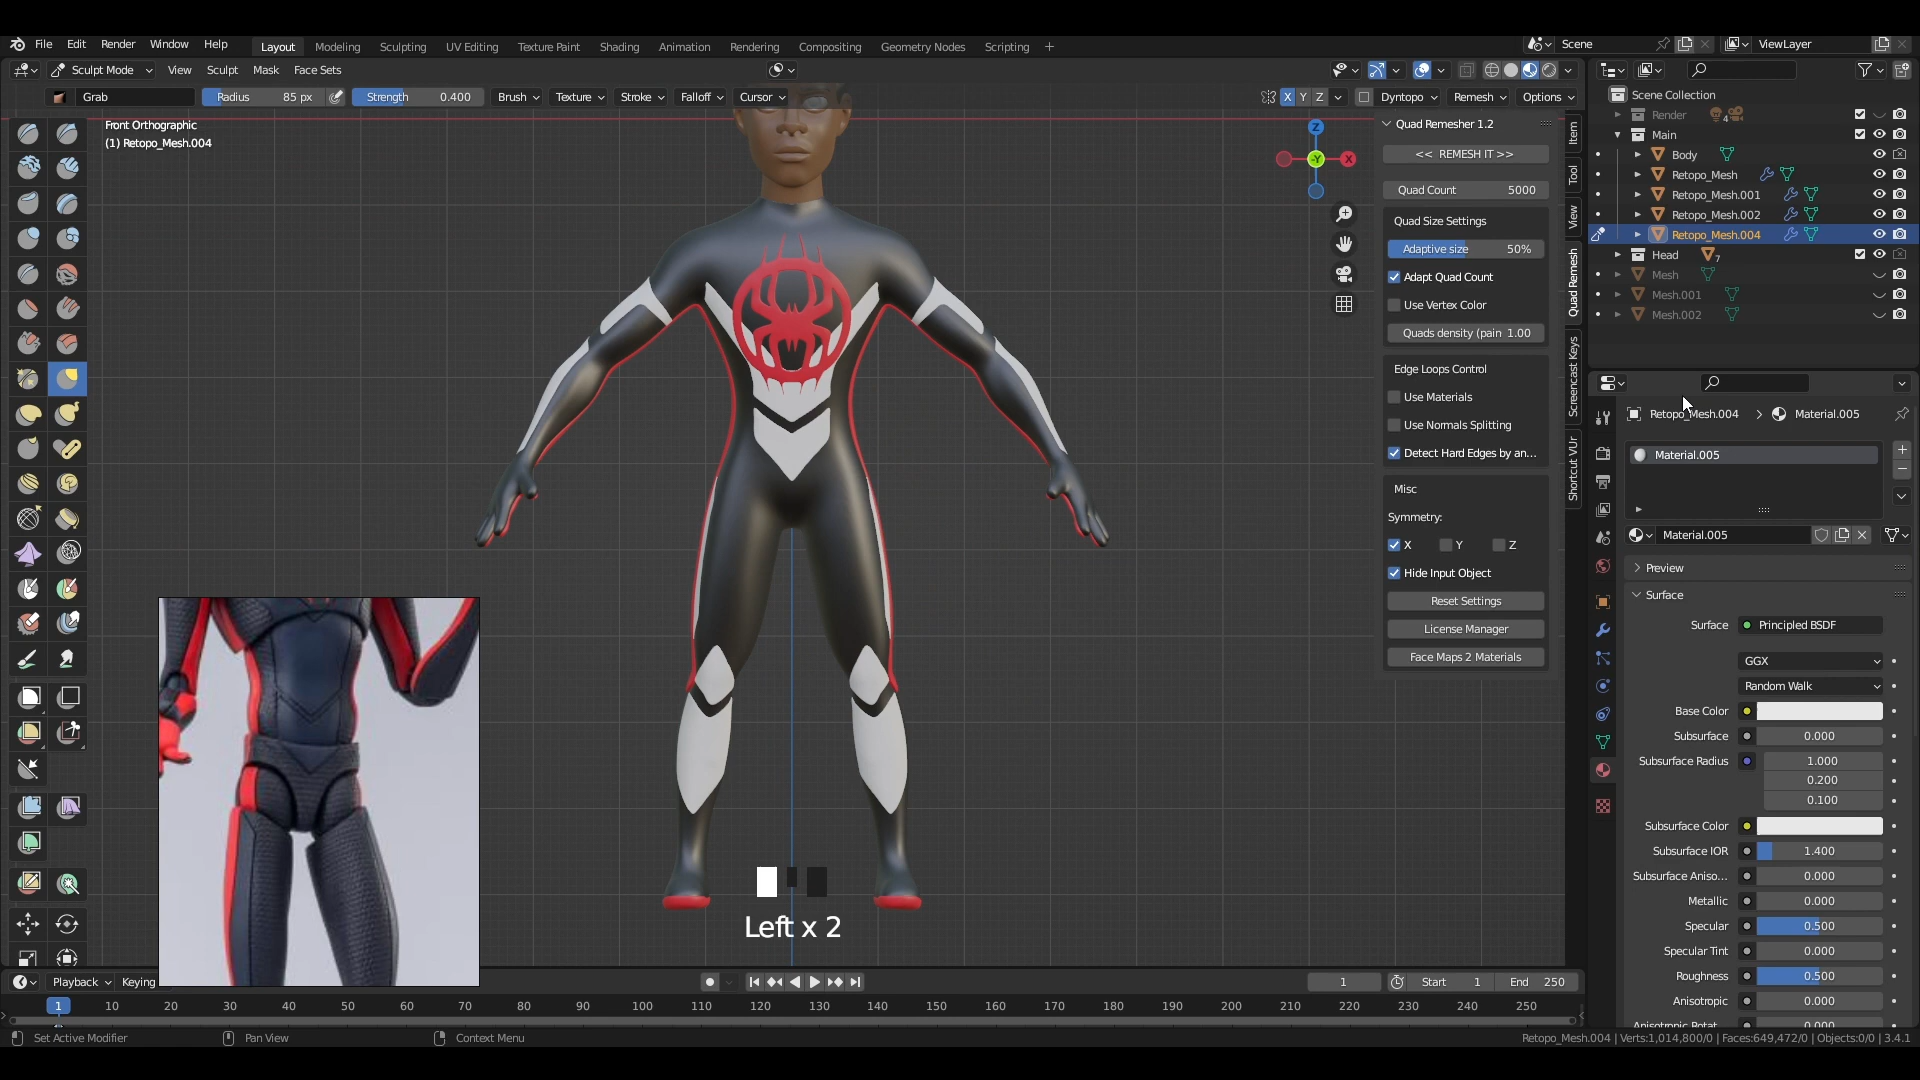 File Edit Render Window Help Layout Modeling Sculpting UV Editing Texture Paint Shading Animation Rendering Compositing Geometry Nodes Scripting + Scene ViewLayer
Sculpt Mode View Sculpt Mask Face Sets
Grab Radius 85 px Strength 0.400 Brush Texture Stroke Falloff Cursor X Y Z Dyntopo Remesh Options
Front Orthographic
(1) Retopo_Mesh.004
Z
-Y
X
Quad Remesher 1.2
<< REMESH IT >>
Quad Count 5000
Quad Size Settings
Adaptive size 50%
Adapt Quad Count
Use Vertex Color
Quads density (pain 1.00
Edge Loops Control
Use Materials
Use Normals Splitting
Detect Hard Edges by an...
Misc
Symmetry:
X Y Z
Hide Input Object
Reset Settings
License Manager
Face Maps 2 Materials
Item
Tool
View
Quad Remesh
Screencast Keys
Shortcut VUr
Scene Collection
Render 4
Main
Body
Retopo_Mesh
Retopo_Mesh.001
Retopo_Mesh.002
Retopo_Mesh.004
Head 7
Mesh
Mesh.001
Mesh.002
Retopo_Mesh.004 > Material.005
Material.005
Material.005
Preview
Surface
Surface Principled BSDF
GGX
Random Walk
Base Color
Subsurface 0.000
Subsurface Radius 1.000
0.200
0.100
Subsurface Color
Subsurface IOR 1.400
Subsurface Aniso... 0.000
Metallic 0.000
Specular 0.500
Specular Tint 0.000
Roughness 0.500
Anisotropic 0.000
Anisotropic Rotat... 0.000
Left x 2
Playback Keying 1 Start 1 End 250
1 10 20 30 40 50 60 70 80 90 100 110 120 130 140 150 160 170 180 190 200 210 220 230 240 250
Set Active Modifier Pan View Context Menu Retopo_Mesh.004 | Verts:1,014,800/0 | Faces:649,472/0 | Objects:0/0 | 3.4.1